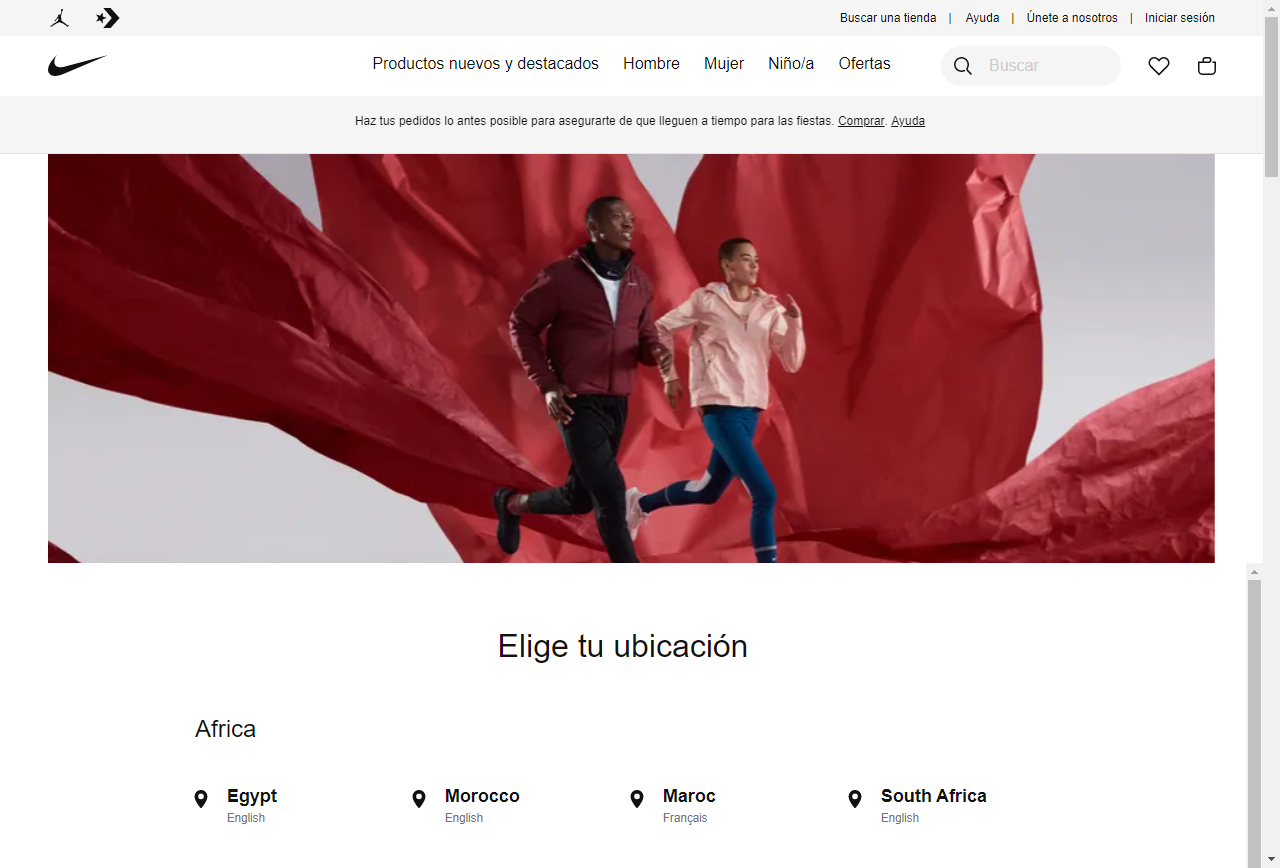 Buscar una tienda | Ayuda | Únete a nosotros | Iniciar sesión
Productos nuevos y destacados Hombre Mujer Niño/a Ofertas Buscar
Haz tus pedidos lo antes posible para asegurarte de que lleguen a tiempo para las fiestas. Comprar. Ayuda
Elige tu ubicación
Africa
Egypt Morocco Maroc South Africa
English English Français English